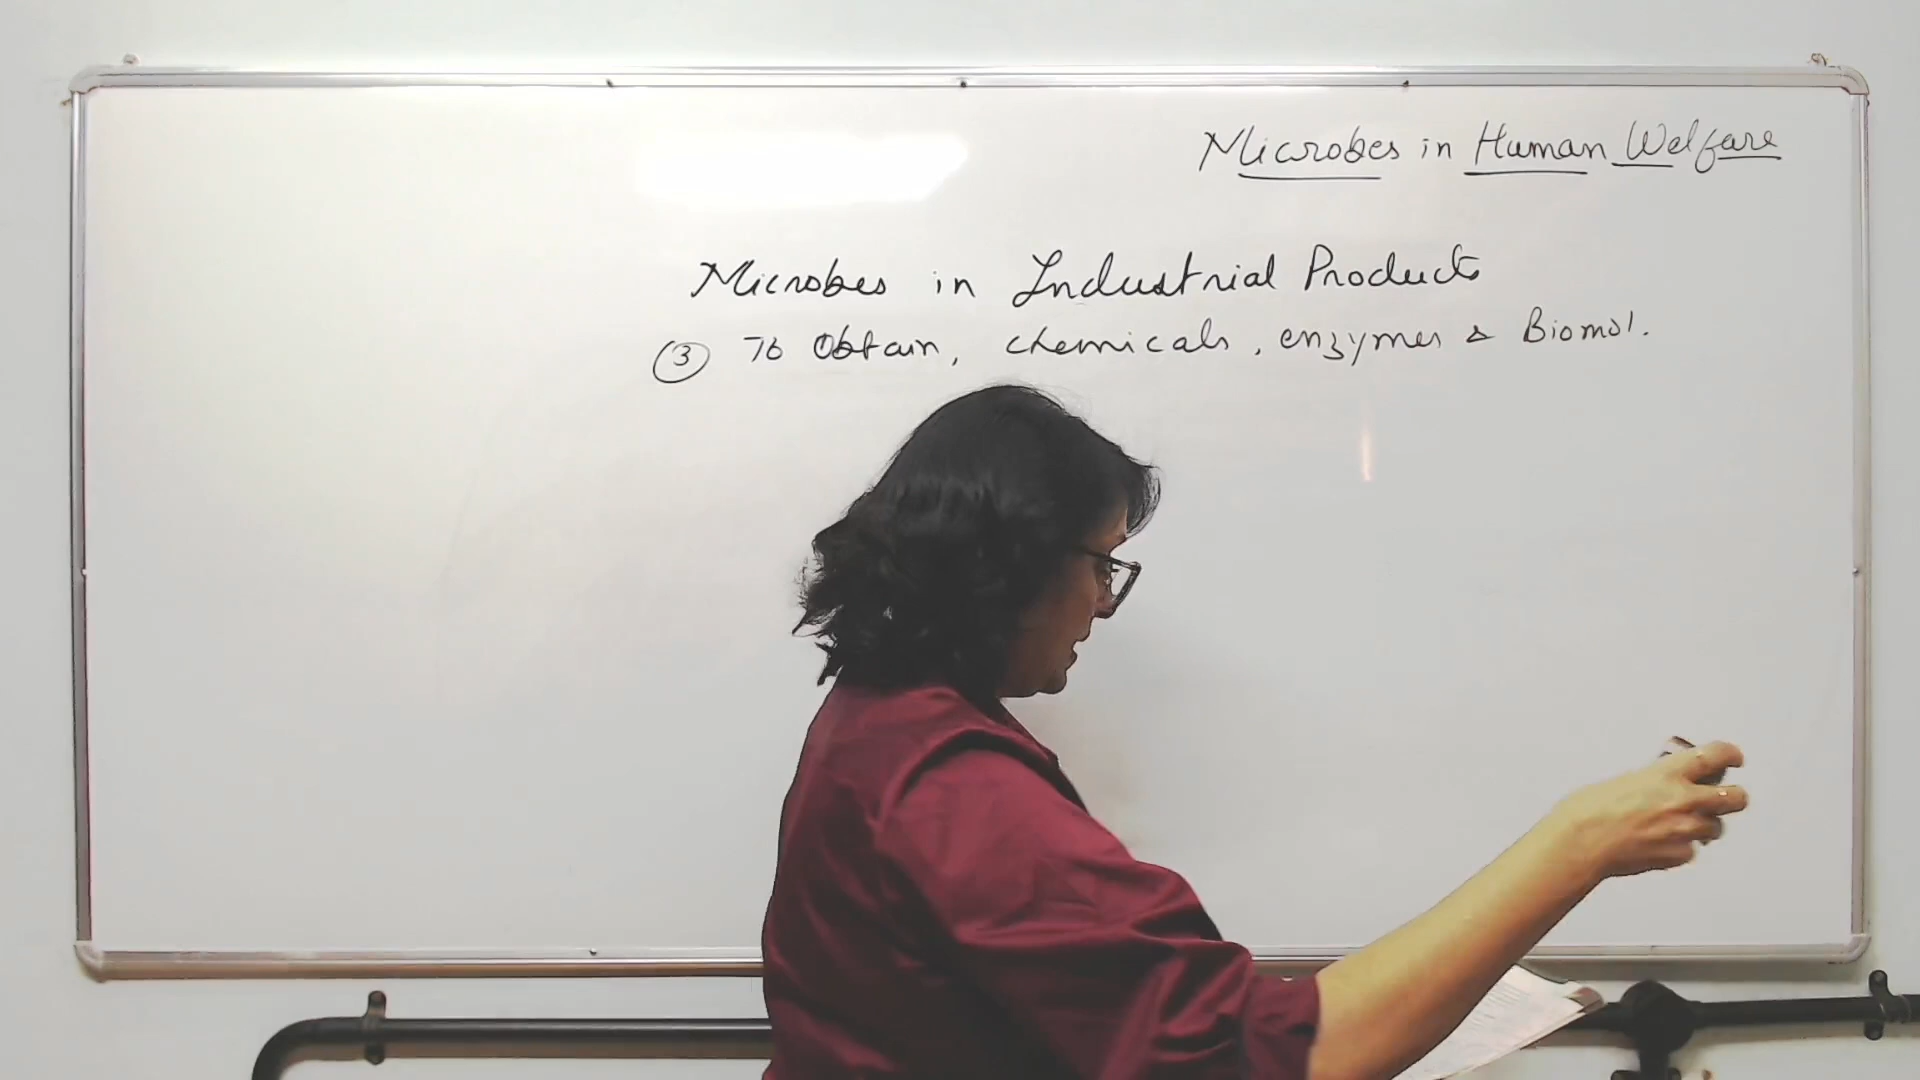 Microbes in Human Welfare
Microbes in Industrial Products
③ To Obtain, chemicals, enzymes & Biomol.